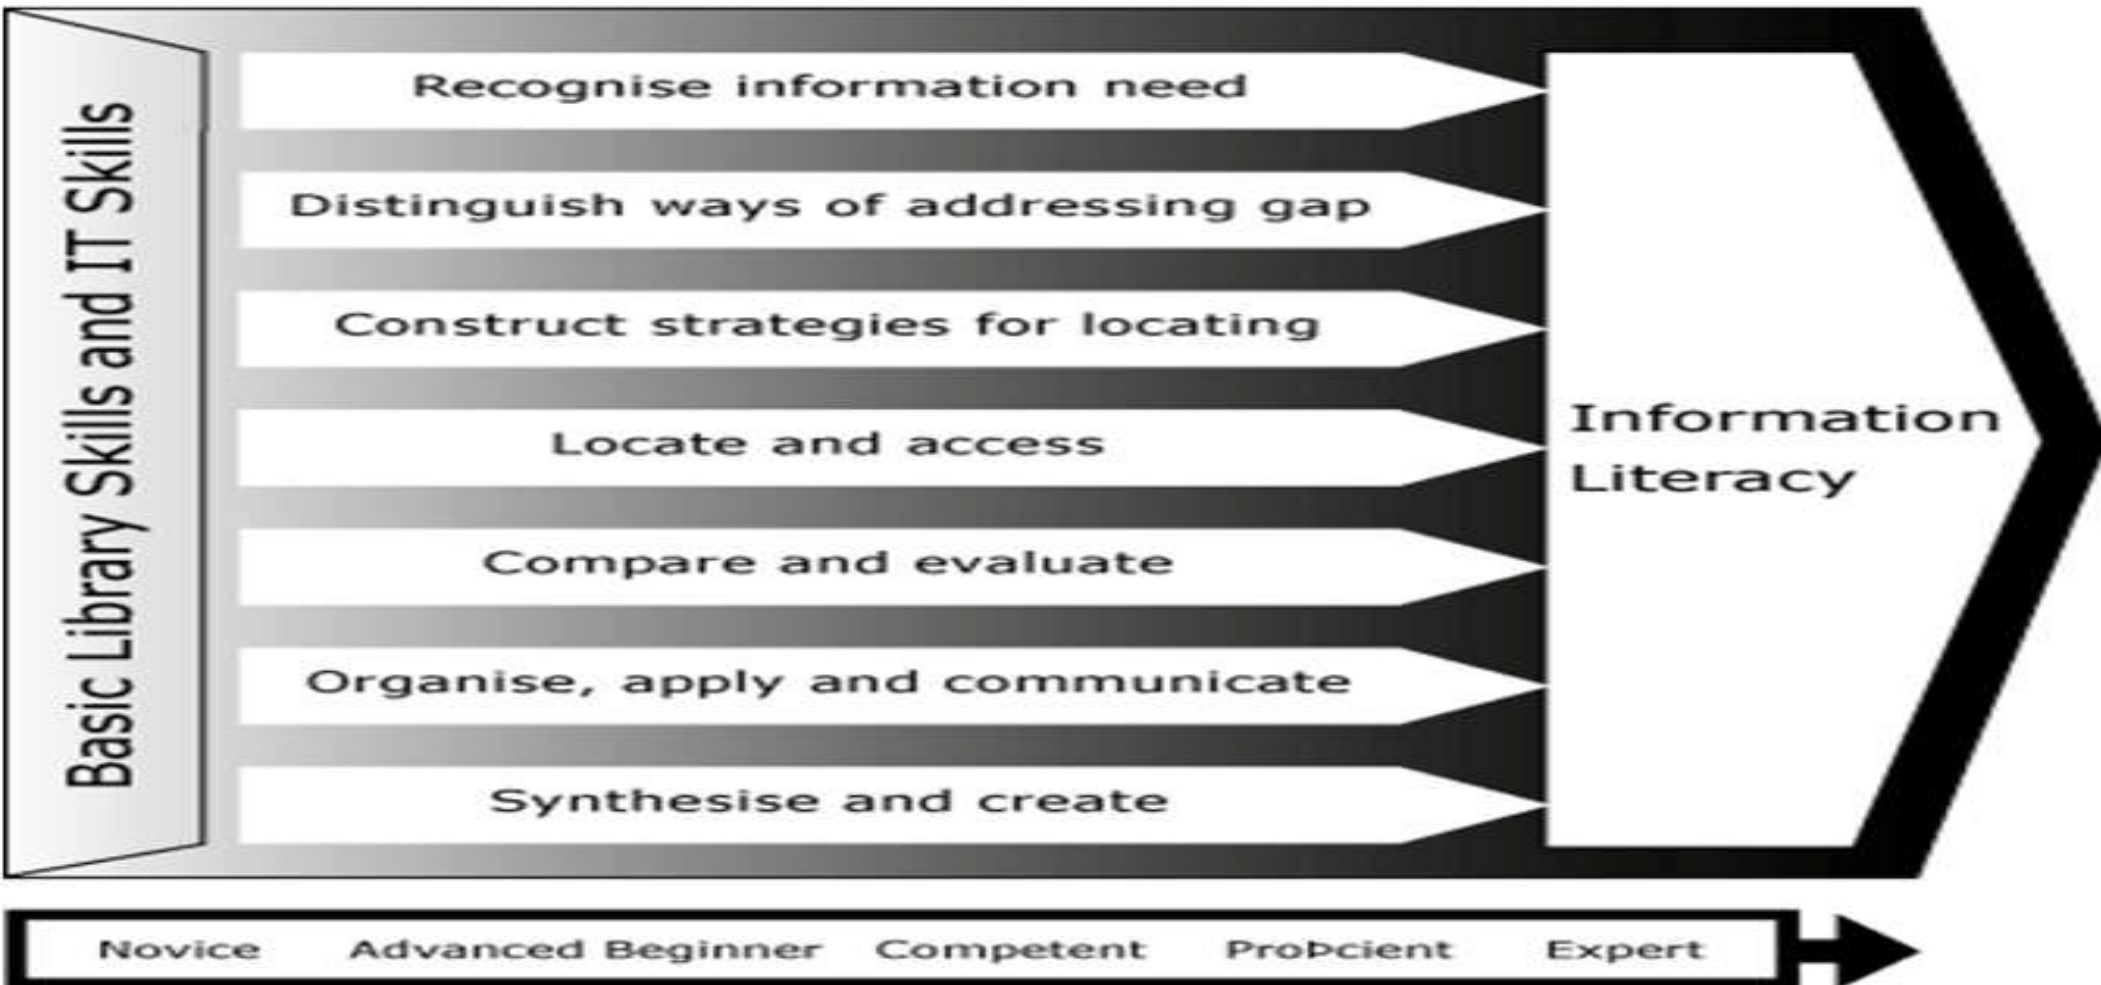 Basic Library Skills and IT Skills
Recognise information need
Distinguish ways of addressing gap
Construct strategies for locating
Locate and access
Compare and evaluate
Organise, apply and communicate
Synthesise and create
Information
Literacy
Novice Advanced Beginner Competent ProÞcient Expert